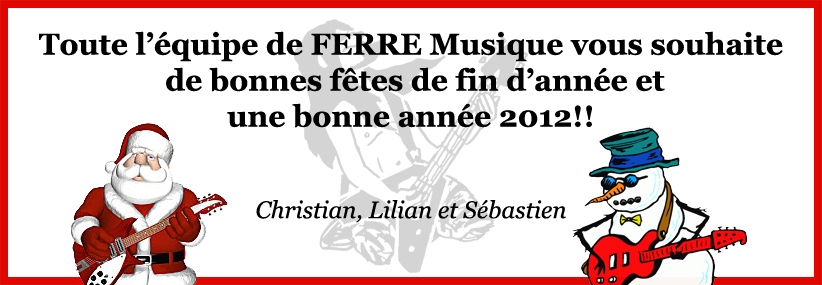 Toute l’équipe de FERRE Musique vous souhaite
de bonnes fêtes de fin d’année et
une bonne année 2012!!
Christian, Lilian et Sébastien